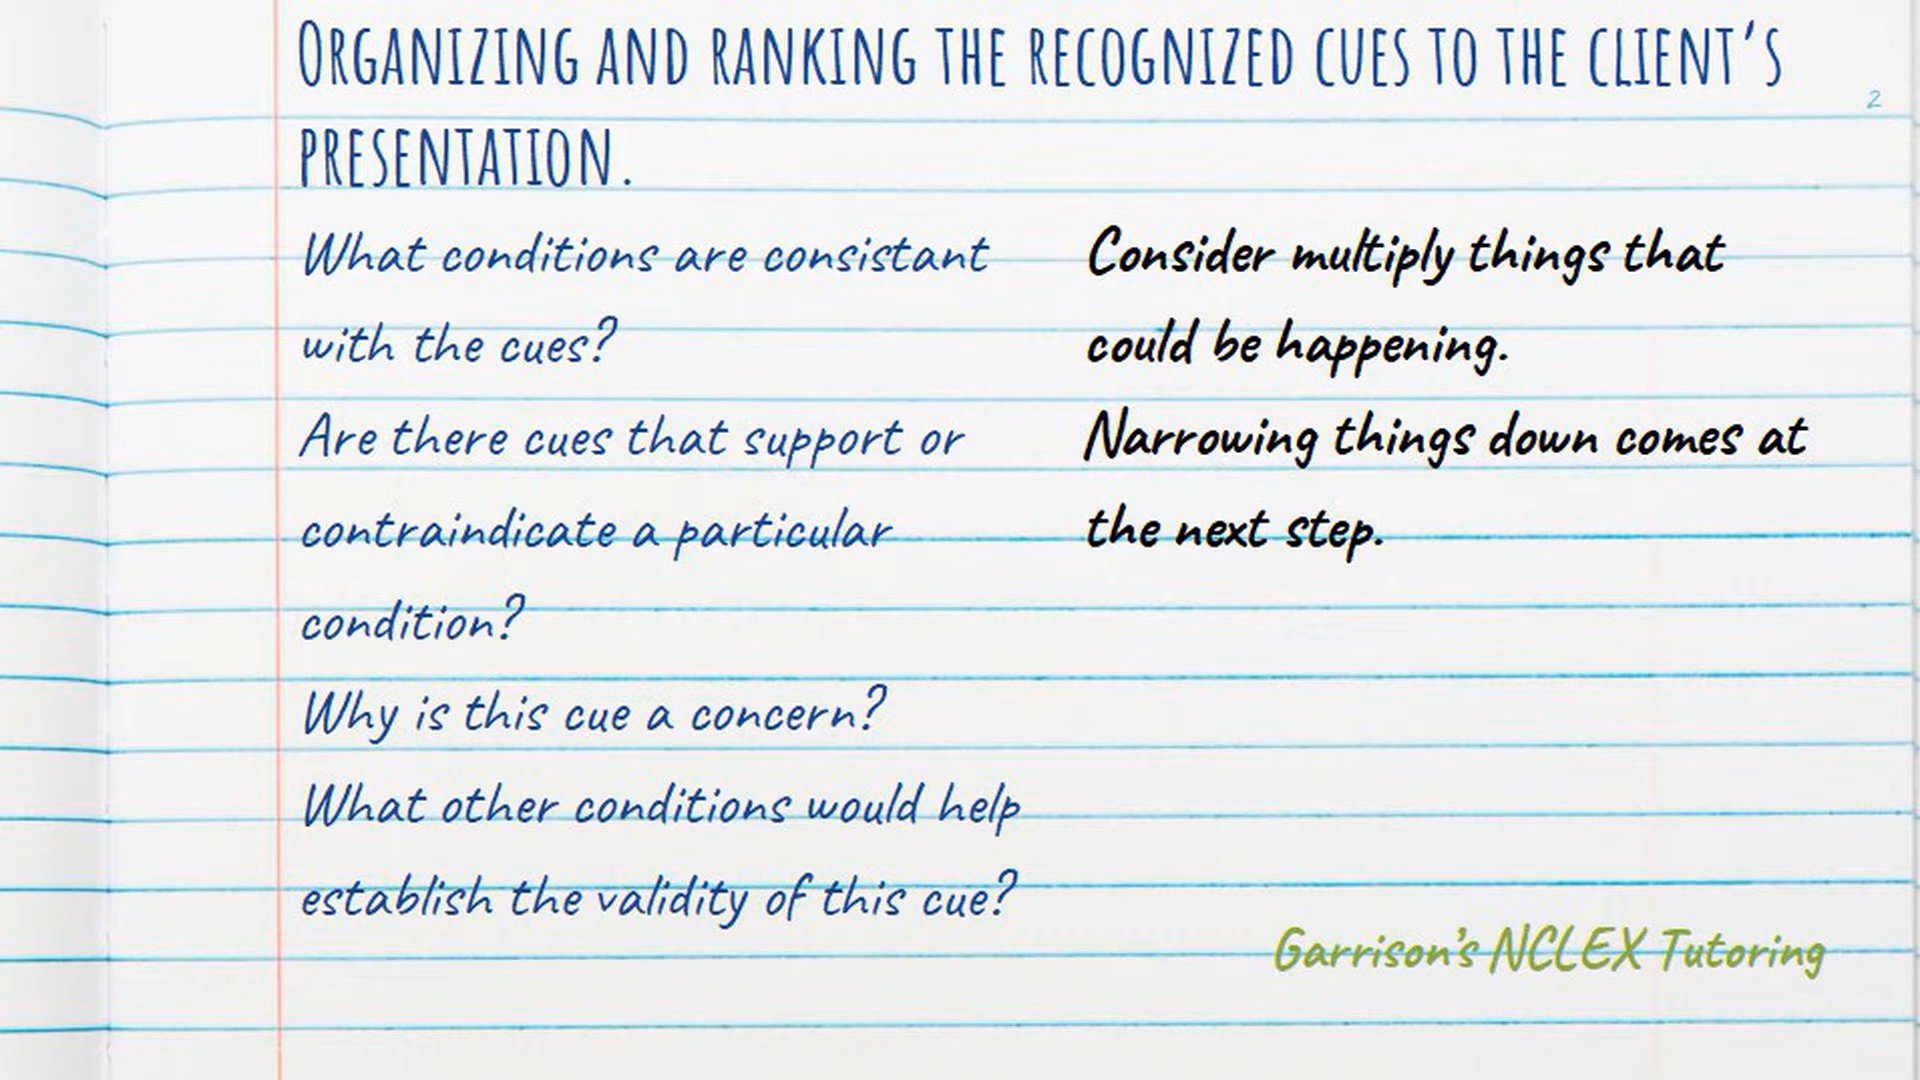 Organizing and ranking the recognized cues to the client's
2
presentation.
What conditions are consistant
with the cues?
Are there cues that support or
contraindicate a particular
condition?
Why is this cue a concern?
What other conditions would help
establish the validity of this cue?
Consider multiply things that
could be happening.
Narrowing things down comes at
the next step.
Garrison's NCLEX Tutoring